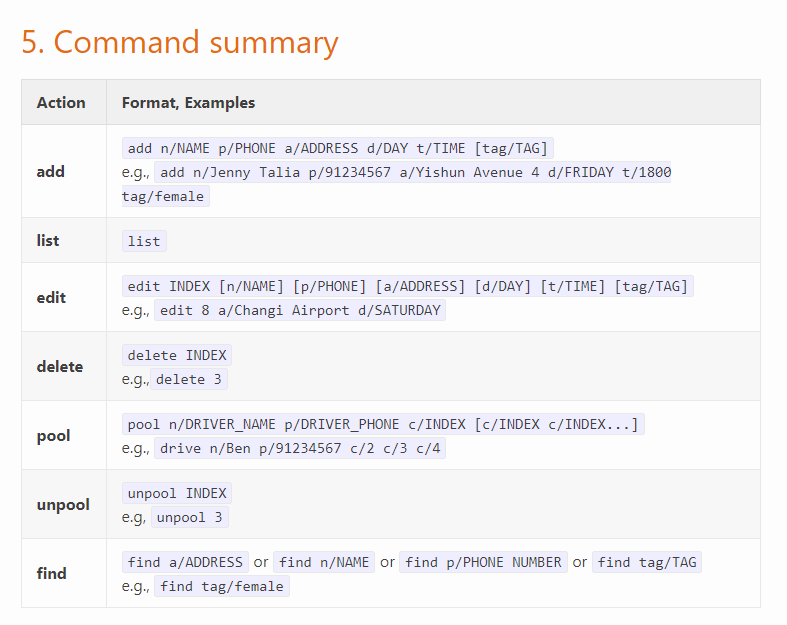 5. Command summary
Action Format, Examples
add
add n/NAME p/PHONE a/ADDRESS d/DAY t/TIME [tag/TAG]
e.g., add n/Jenny Talia p/91234567 a/Yishun Avenue 4 d/FRIDAY t/1800
tag/female
list
list
edit
edit INDEX [n/NAME] [p/PHONE] [a/ADDRESS] [d/DAY] [t/TIME] [tag/TAG]
e.g., edit 8 a/Changi Airport d/SATURDAY
delete
delete INDEX
e.g., delete 3
pool
pool n/DRIVER_NAME p/DRIVER_PHONE c/INDEX [c/INDEX c/INDEX...]
e.g., drive n/Ben p/91234567 c/2 c/3 c/4
unpool
unpool INDEX
e.g, unpool 3
find
find a/ADDRESS or find n/NAME or find p/PHONE NUMBER or find tag/TAG
e.g., find tag/female